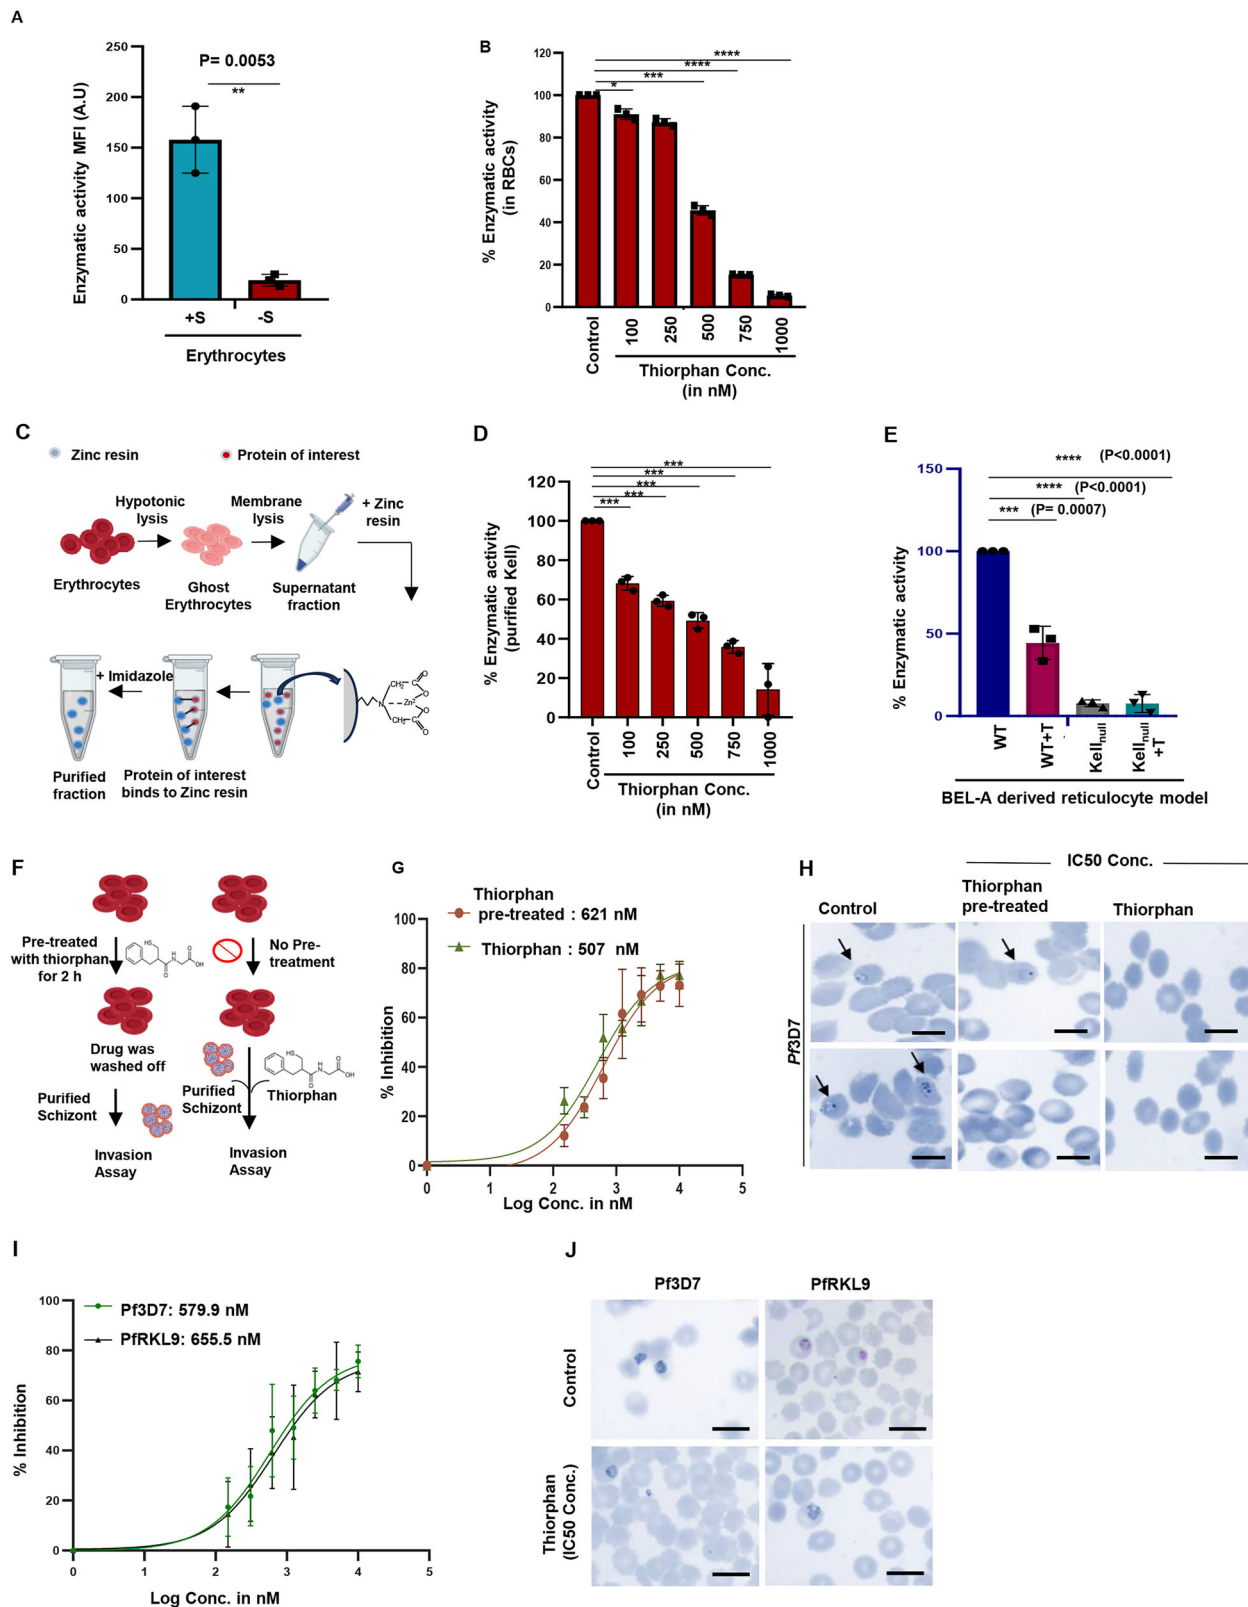 A
P= 0.0053
**
250
200
150
100
50
0
Enzymatic activity MFI (A.U)
+S
-S
Erythrocytes
B
****
****
***
*
120
100
80
60
40
20
0
% Enzymatic activity
(in RBCs)
Control
100
250
500
750
1000
Thiorphan Conc.
(in nM)
C
Zinc resin
Protein of interest
Hypotonic
lysis
Membrane
lysis
+ Zinc
resin
Erythrocytes
Ghost
Erythrocytes
Supernatant
fraction
+ Imidazole
Purified
fraction
Protein of interest
binds to Zinc resin
N
CH2
CH2
C
C
O
O
O
O
Zn2
D
***
***
***
***
***
120
100
80
60
40
20
0
% Enzymatic activity
(purified Kell)
Control
100
250
500
750
1000
Thiorphan Conc.
(in nM)
E
**** (P<0.0001)
**** (P<0.0001)
*** (P= 0.0007)
150
100
50
0
% Enzymatic activity
WT
WT+T
Kellnull
Kellnull
+T
BEL-A derived reticulocyte model
F
Pre-treated
with thiorphan
for 2 h
HS
O
H
N
O
OH
No Pre-
treatment
Drug was
washed off
Purified
Schizont
Invasion
Assay
Purified
Schizont
HS
O
H
N
O
OH
Thiorphan
Invasion
Assay
G
Thiorphan
pre-treated : 621 nM
Thiorphan : 507 nM
100
80
60
40
20
0
% Inhibition
0
1
2
3
4
5
Log Conc. in nM
H
IC50 Conc.
Control
Thiorphan
pre-treated
Thiorphan
Pf3D7
I
Pf3D7: 579.9 nM
PfRKL9: 655.5 nM
100
80
60
40
20
0
% Inhibition
0
1
2
3
4
5
Log Conc. in nM
J
Pf3D7
PfRKL9
Control
Thiorphan
(IC50 Conc.)